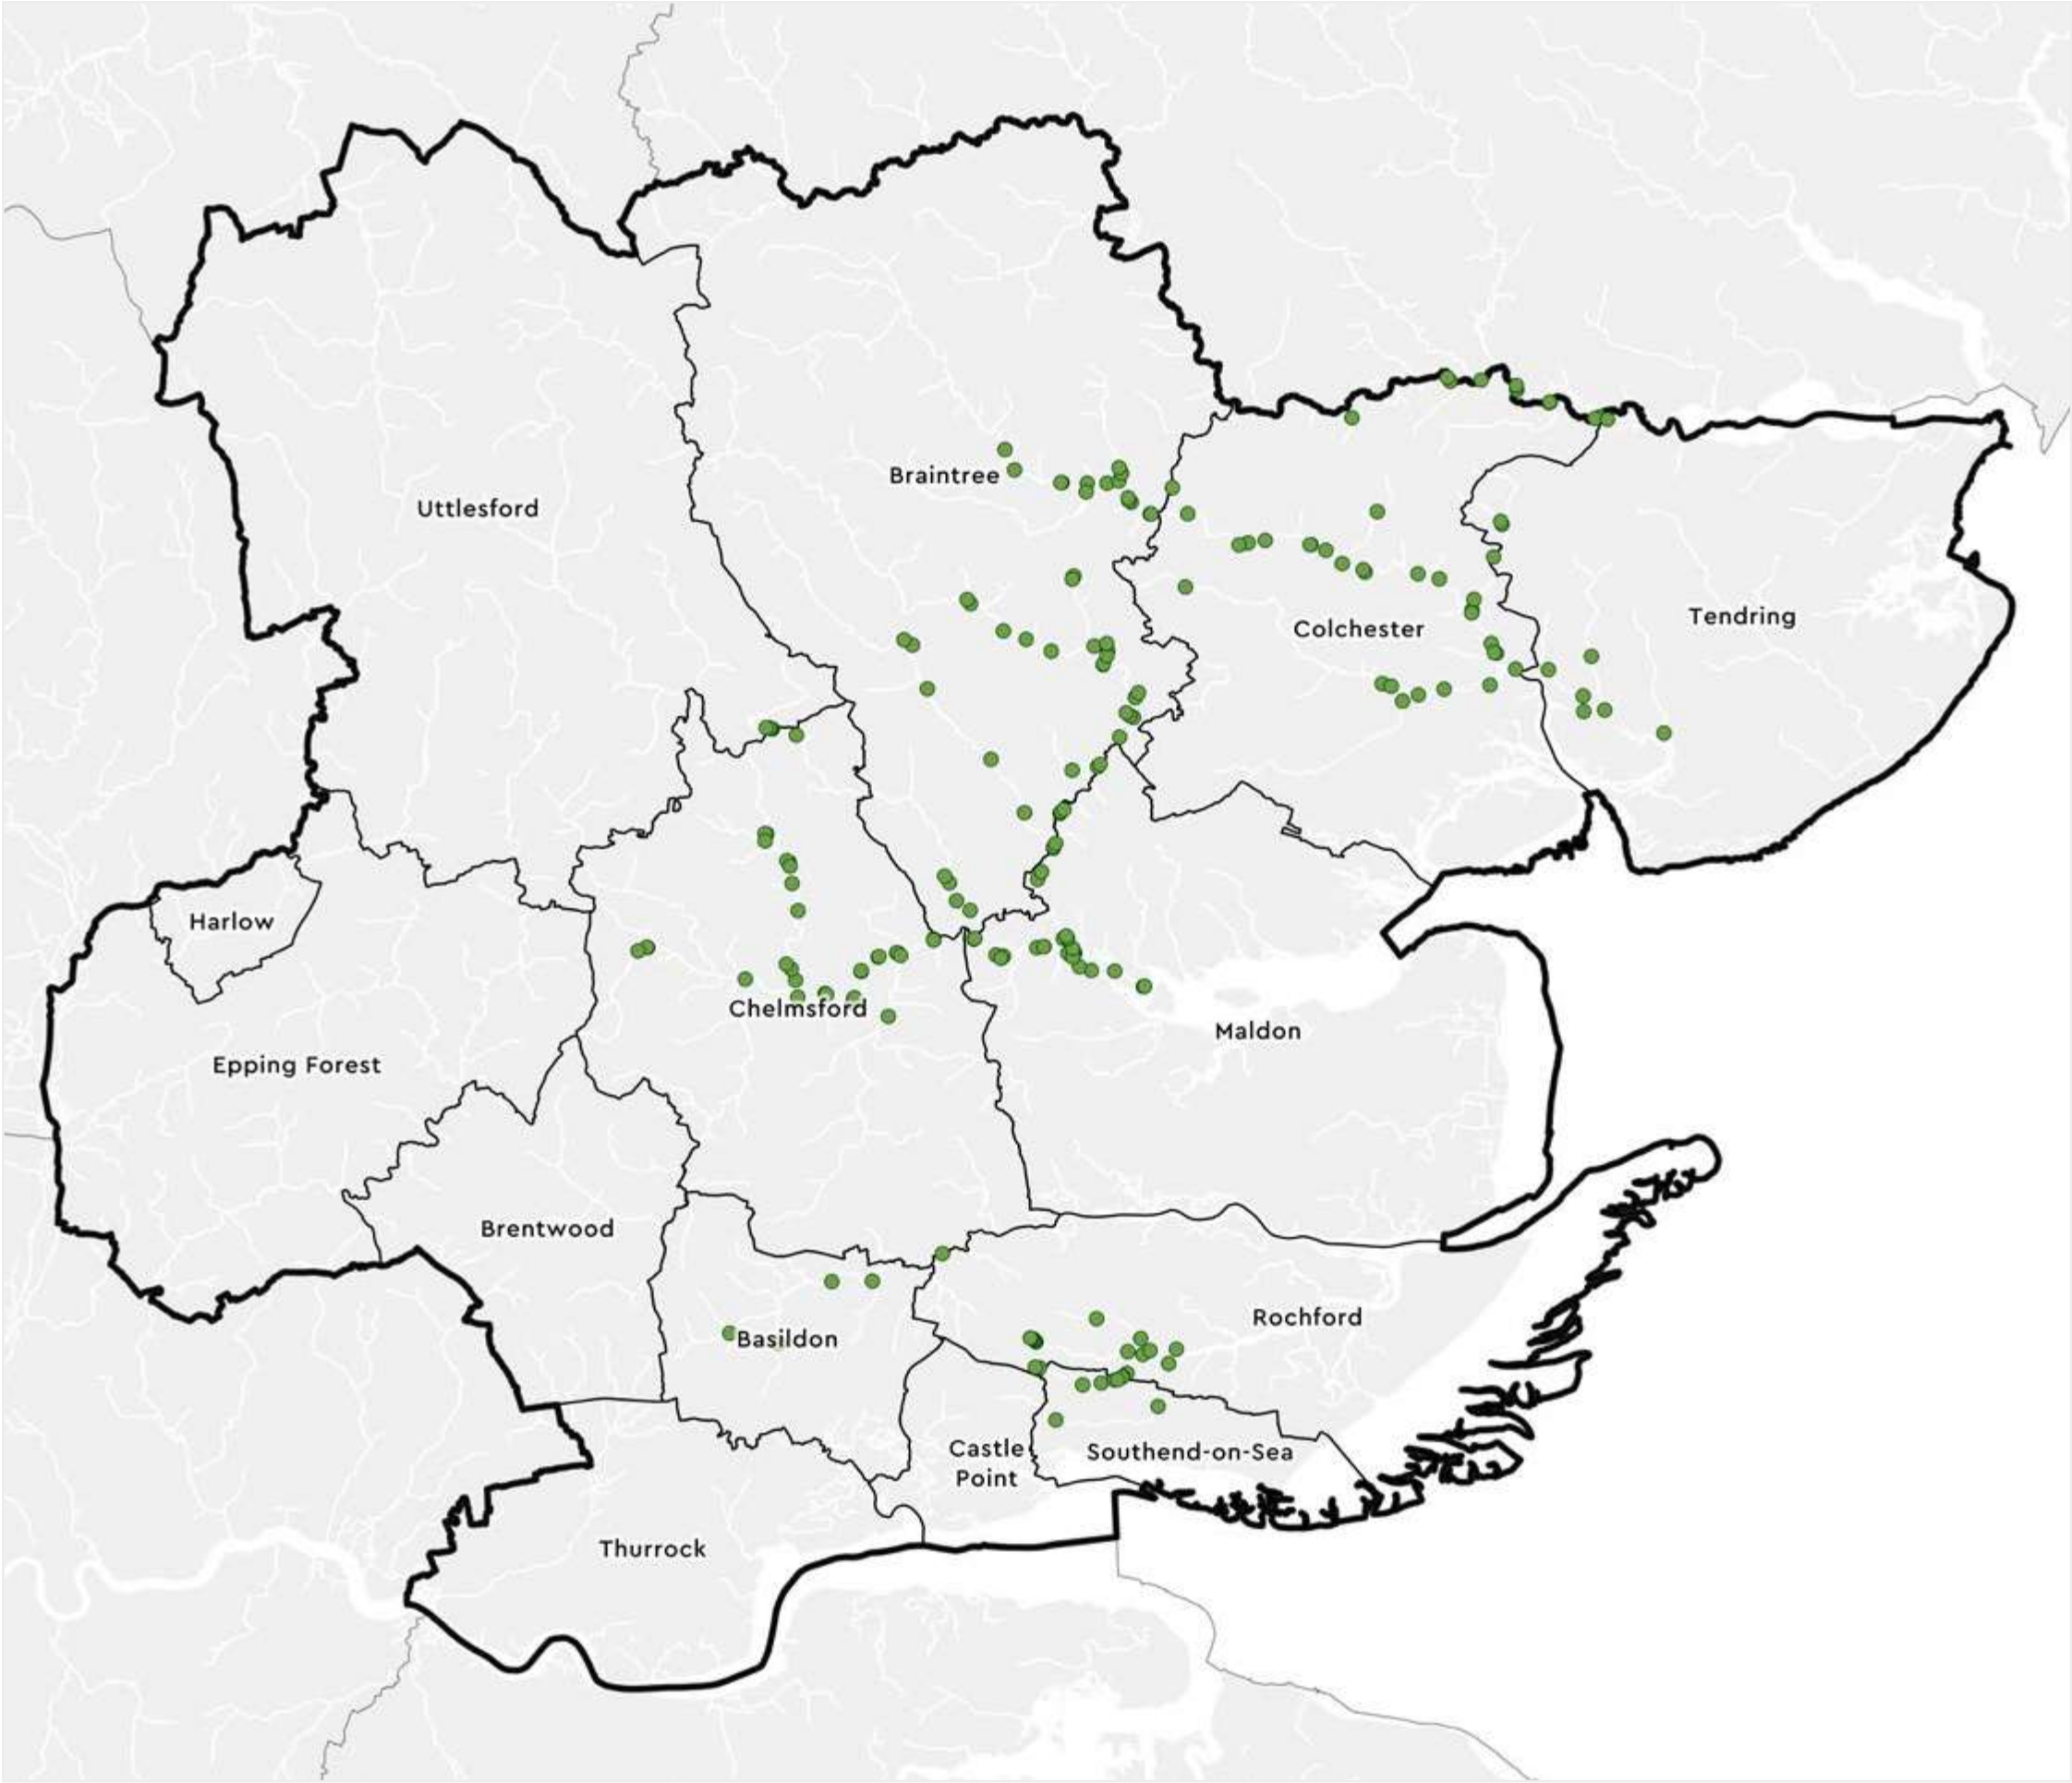 Braintree
Uttlesford
Tendring
Colchester
Harlow
Chelmsford
Maldon
Epping Forest
Brentwood
Rochford
Basildon
Castle
Point
Southend-on-Sea
Thurrock